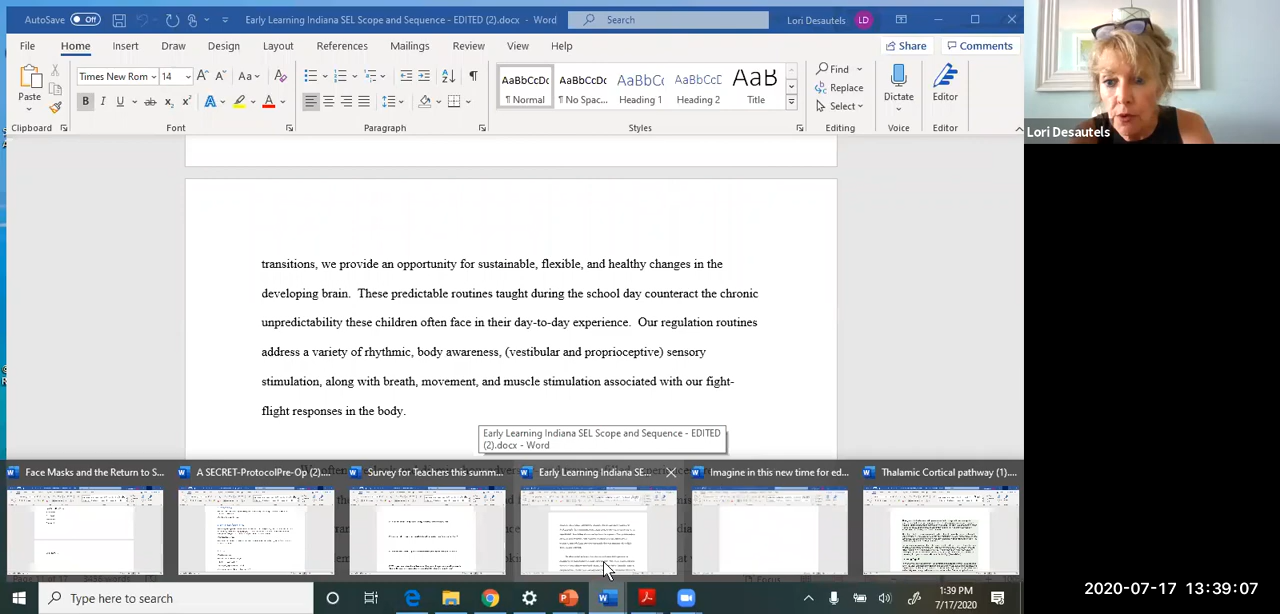 AutoSave Off Early Learning Indiana SEL Scope and Sequence - EDITED (2).docx - Word Search Lori Desautels LD
File Home Insert Draw Design Layout References Mailings Review View Help Share Comments
Paste Times New Rom 14 AaBbCcDc AaBbCcDc AaBbCc AaBbCcD AaB Find Replace Select Dictate Editor
¶ Normal ¶ No Spac... Heading 1 Heading 2 Title
Clipboard Font Paragraph Styles Editing Voice Editor
Lori Desautels
transitions, we provide an opportunity for sustainable, flexible, and healthy changes in the
developing brain. These predictable routines taught during the school day counteract the chronic
unpredictability these children often face in their day-to-day experience. Our regulation routines
address a variety of rhythmic, body awareness, (vestibular and proprioceptive) sensory
stimulation, along with breath, movement, and muscle stimulation associated with our fight-
flight responses in the body.
Early Learning Indiana SEL Scope and Sequence - EDITED
(2).docx - Word
Face Masks and the Return to S... A SECRET-ProtocolPre-Op (2).... Survey for Teachers this summ... Early Learning Indiana SE... Imagine in this new time for ed... Thalamic Cortical pathway (1)....
Type here to search
1:39 PM
7/17/2020
2020-07-17 13:39:07